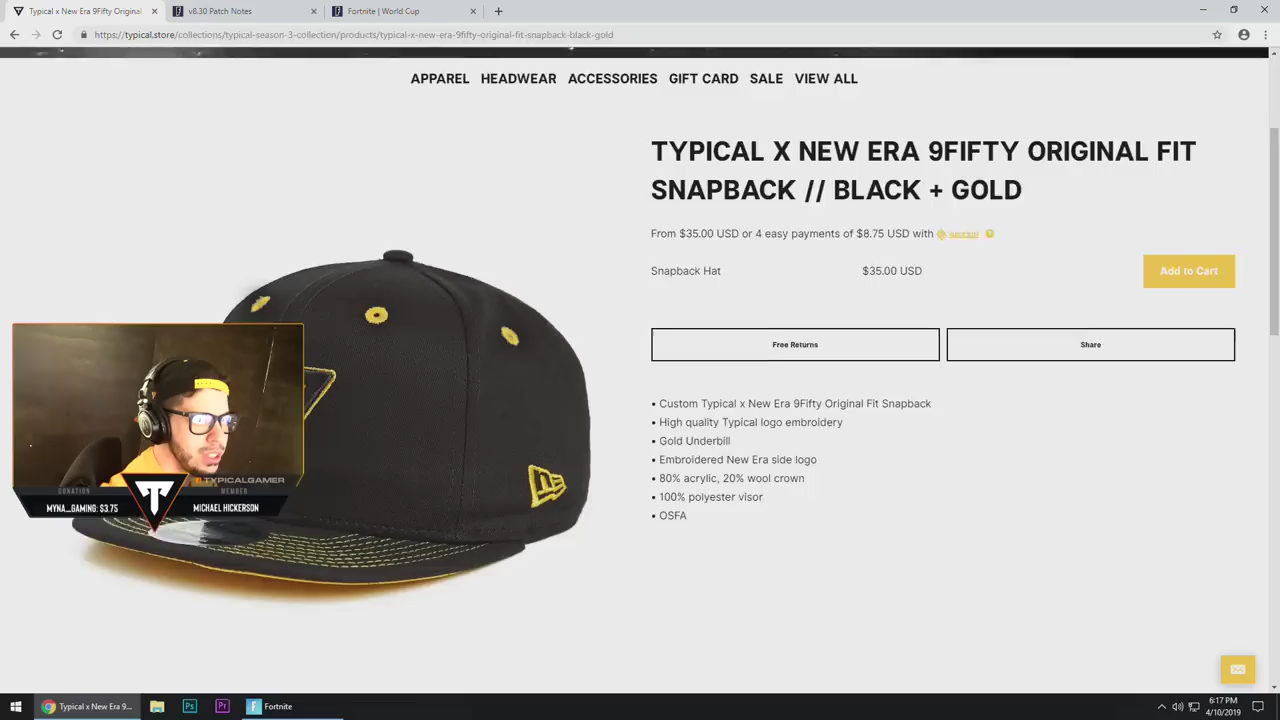 Typical x New Era 9Fifty Original
v8.30 Patch Notes
Fortnite | World Cup
https://typical.store/collections/typical-season-3-collection/products/typical-x-new-era-9fifty-original-fit-snapback-black-gold
APPAREL HEADWEAR ACCESSORIES GIFT CARD SALE VIEW ALL
TYPICAL X NEW ERA 9FIFTY ORIGINAL FIT
SNAPBACK // BLACK + GOLD
From $35.00 USD or 4 easy payments of $8.75 USD with
Snapback Hat $35.00 USD Add to Cart
Free Returns Share
• Custom Typical x New Era 9Fifty Original Fit Snapback
• High quality Typical logo embroidery
• Gold Underbill
• Embroidered New Era side logo
• 80% acrylic, 20% wool crown
• 100% polyester visor
• OSFA
TYPICALGAMER
DONATION MEMBER
MYNA_GAMING: $3.75 MICHAEL HICKERSON
Typical x New Era 9... Ps Pr Fortnite
6:17 PM
4/10/2019